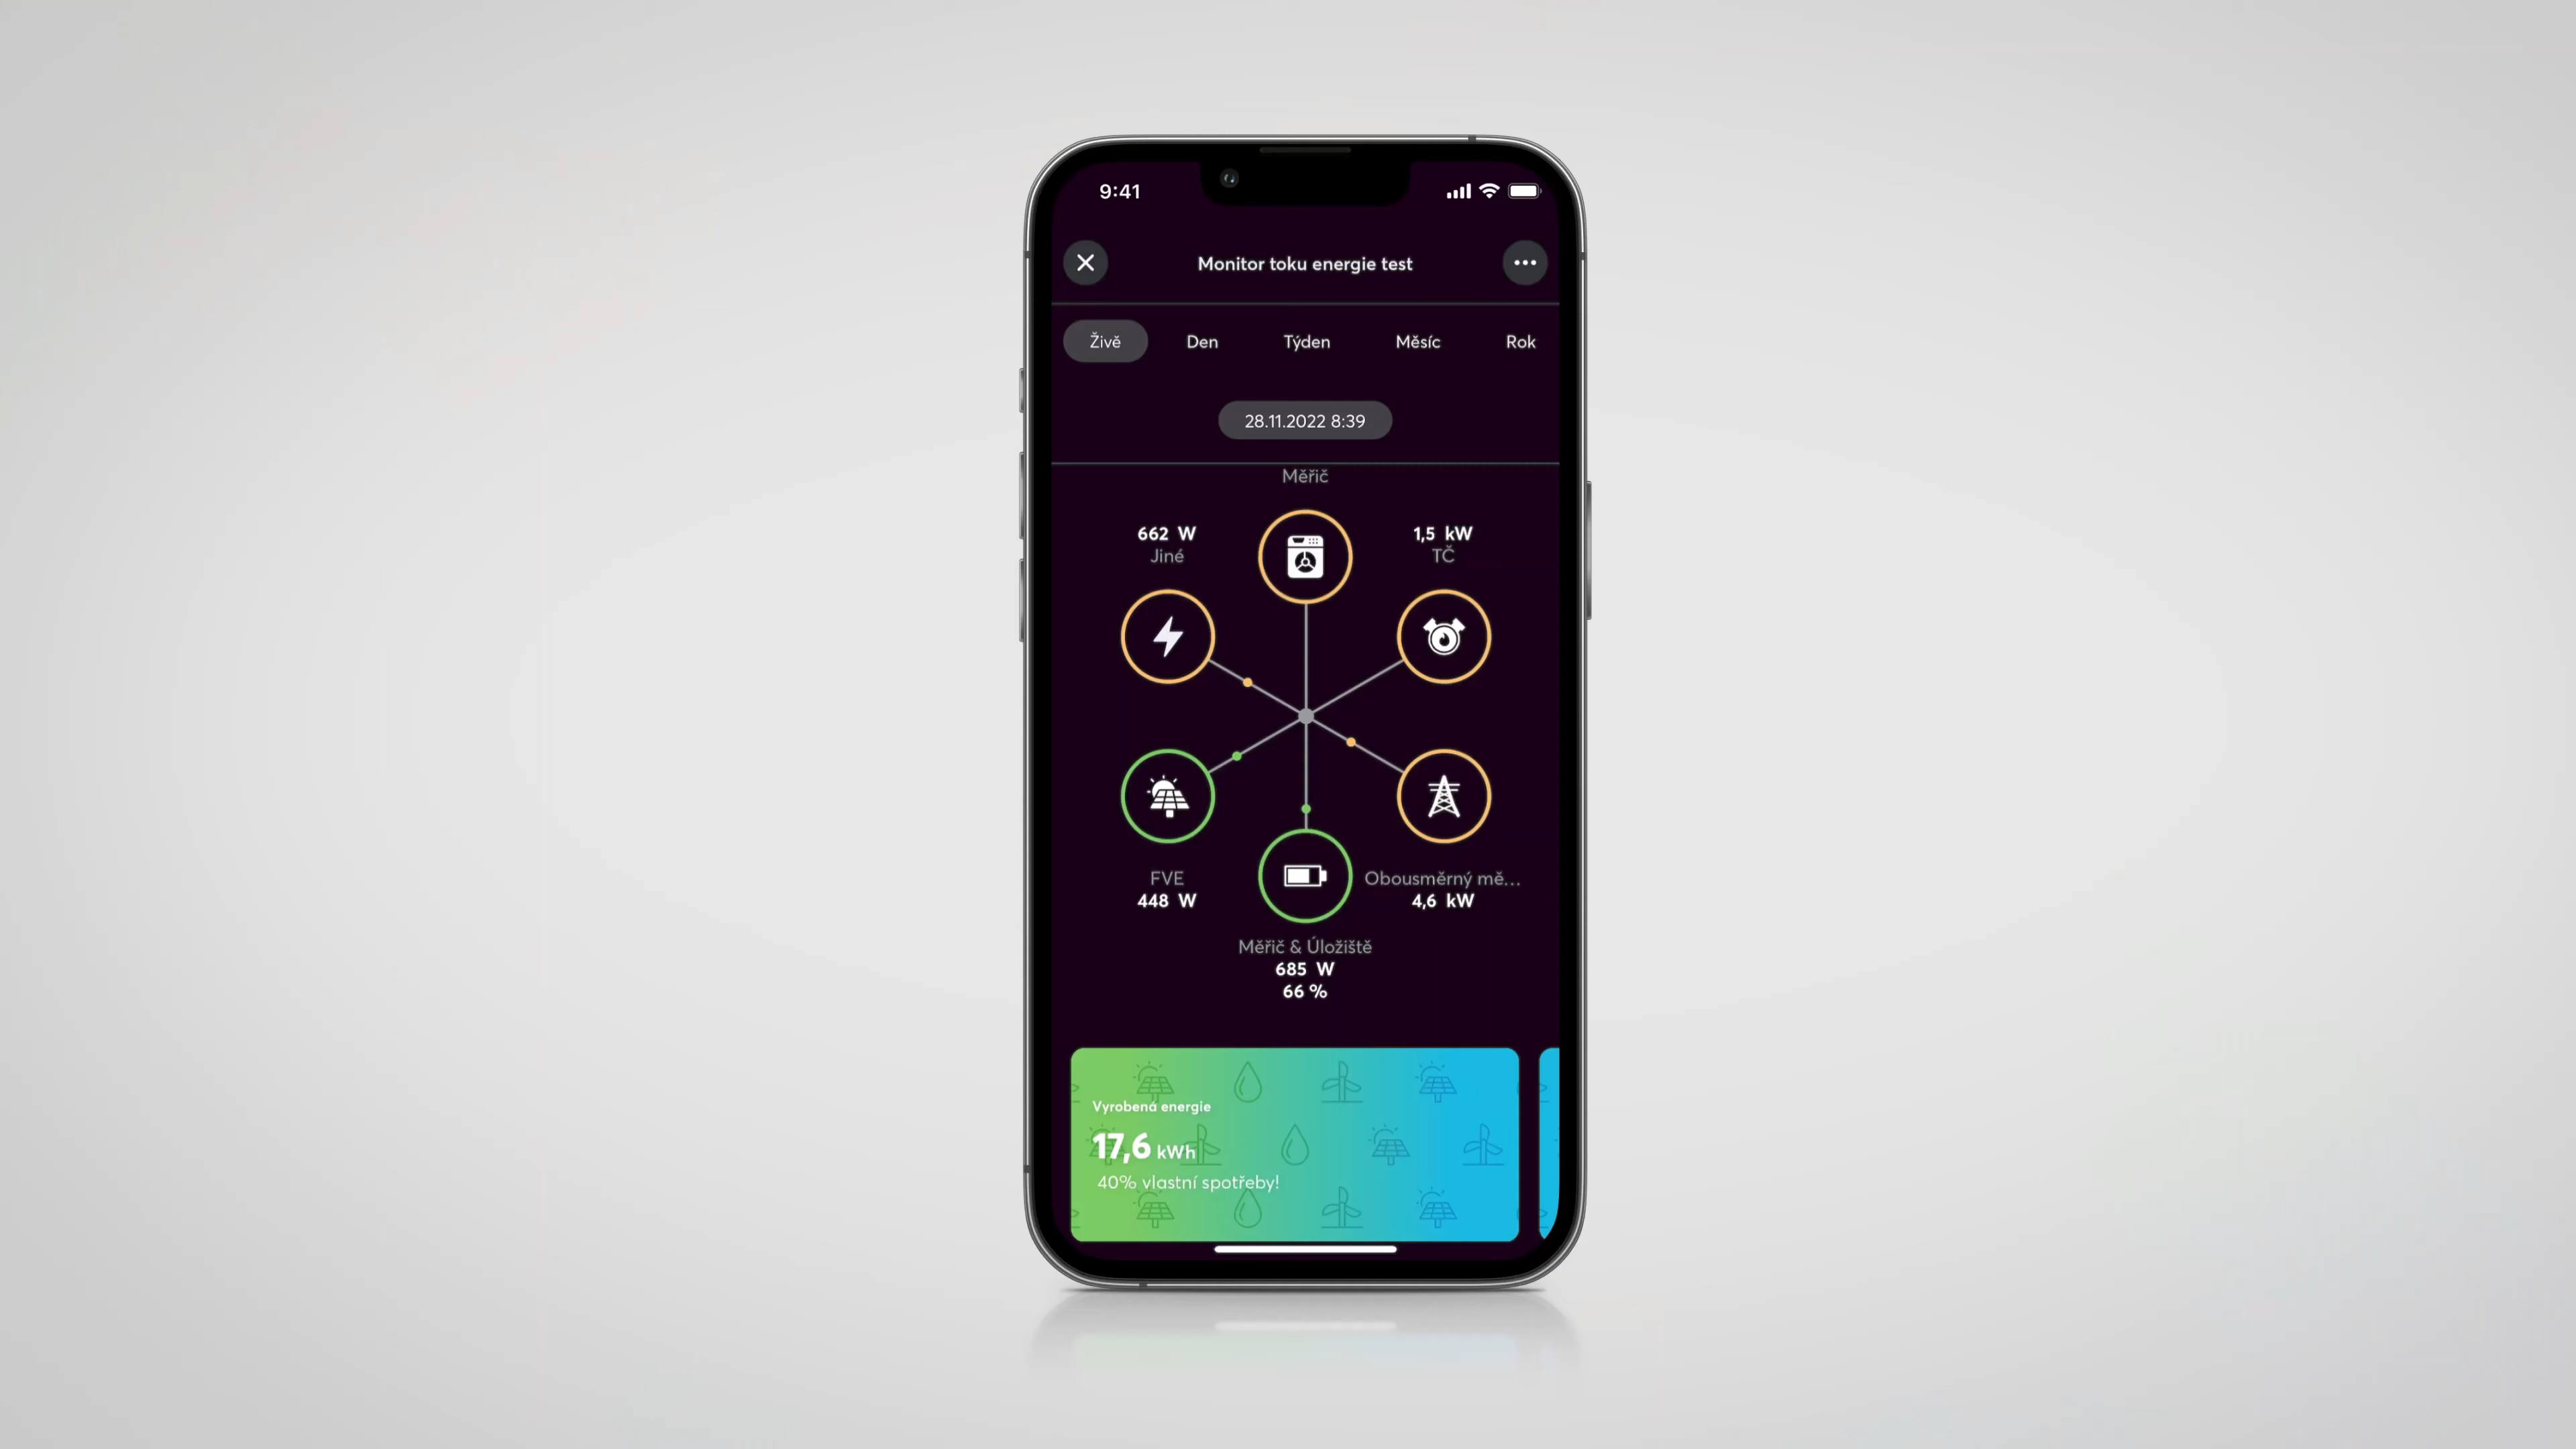 9:41
Monitor toku energie test
Živě Den Týden Měsíc Rok
28.11.2022 8:39
Měřič
662 W
Jiné
1,5 kW
TČ
FVE
448 W
Obousměrný mě...
4,6 kW
Měřič & Úložiště
685 W
66 %
Vyrobená energie
17,6 kWh
40% vlastní spotřeby!